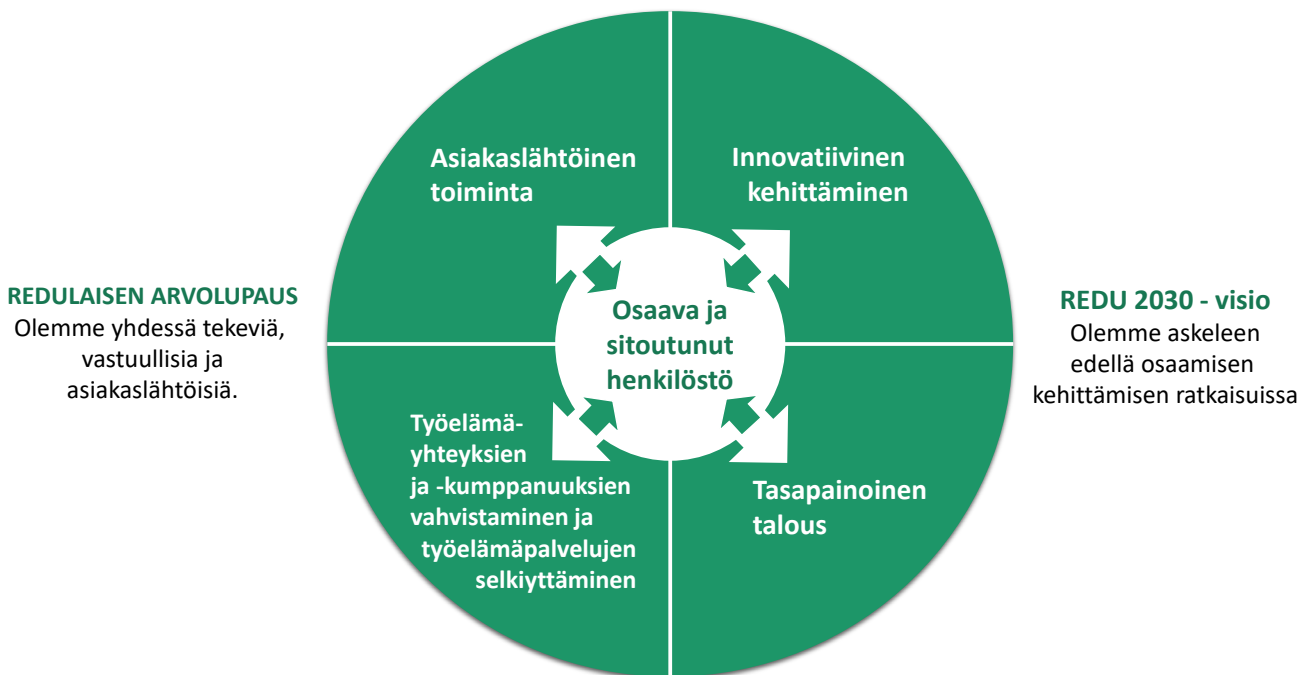 Asiakaslähtöinen
toiminta
Innovatiivinen
kehittäminen
REDULAISEN ARVOLUPAUS
Olemme yhdessä tekeviä,
vastuullisia ja
asiakaslähtöisiä.
Osaava ja
sitoutunut
henkilöstö
REDU 2030 - visio
Olemme askeleen
edellä osaamisen
kehittämisen ratkaisuissa
Työelämä-
yhteyksien
ja -kumppanuuksien
vahvistaminen ja
työelämäpalvelujen
selkiyttäminen
Tasapainoinen
talous